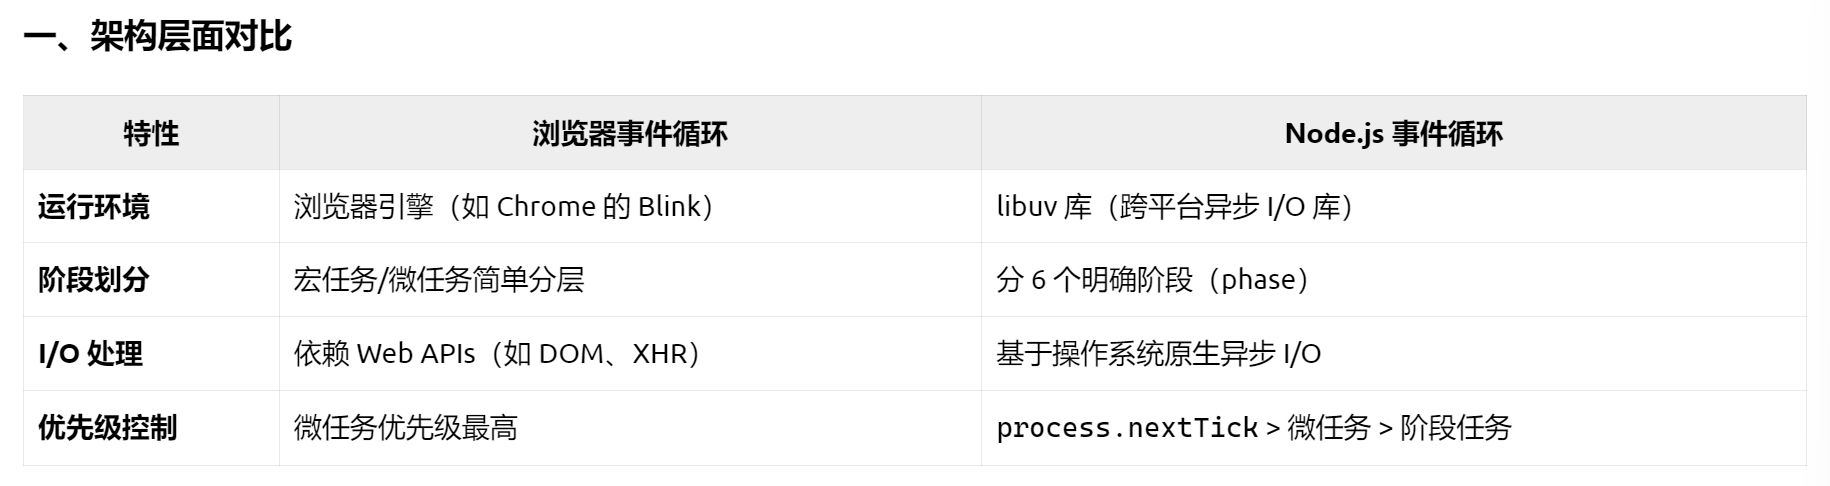 一、架构层面对比
特性 浏览器事件循环 Node.js 事件循环
运行环境 浏览器引擎（如 Chrome 的 Blink） libuv 库（跨平台异步 I/O 库）
阶段划分 宏任务/微任务简单分层 分 6 个明确阶段（phase）
I/O 处理 依赖 Web APIs（如 DOM、XHR） 基于操作系统原生异步 I/O
优先级控制 微任务优先级最高 process.nextTick > 微任务 > 阶段任务